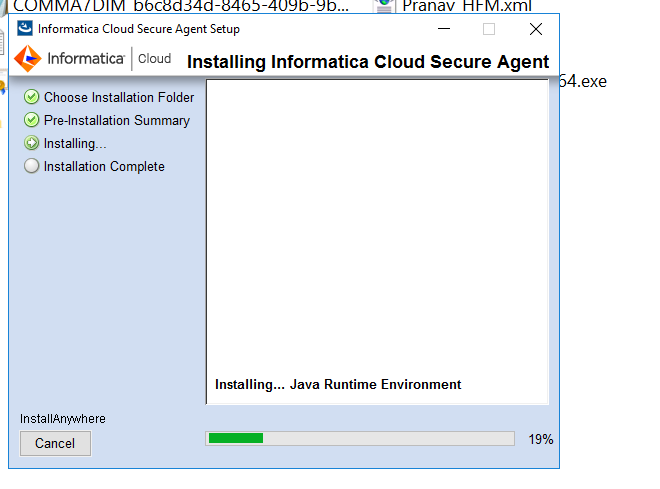 COMMA7DIM_b6c8d34d-8465-409b-9b...
Pranav_HFM.xml
Informatica Cloud Secure Agent Setup
Informatica Cloud
Installing Informatica Cloud Secure Agent
64.exe
Choose Installation Folder
Pre-Installation Summary
Installing...
Installation Complete
Installing... Java Runtime Environment
InstallAnywhere
Cancel
19%